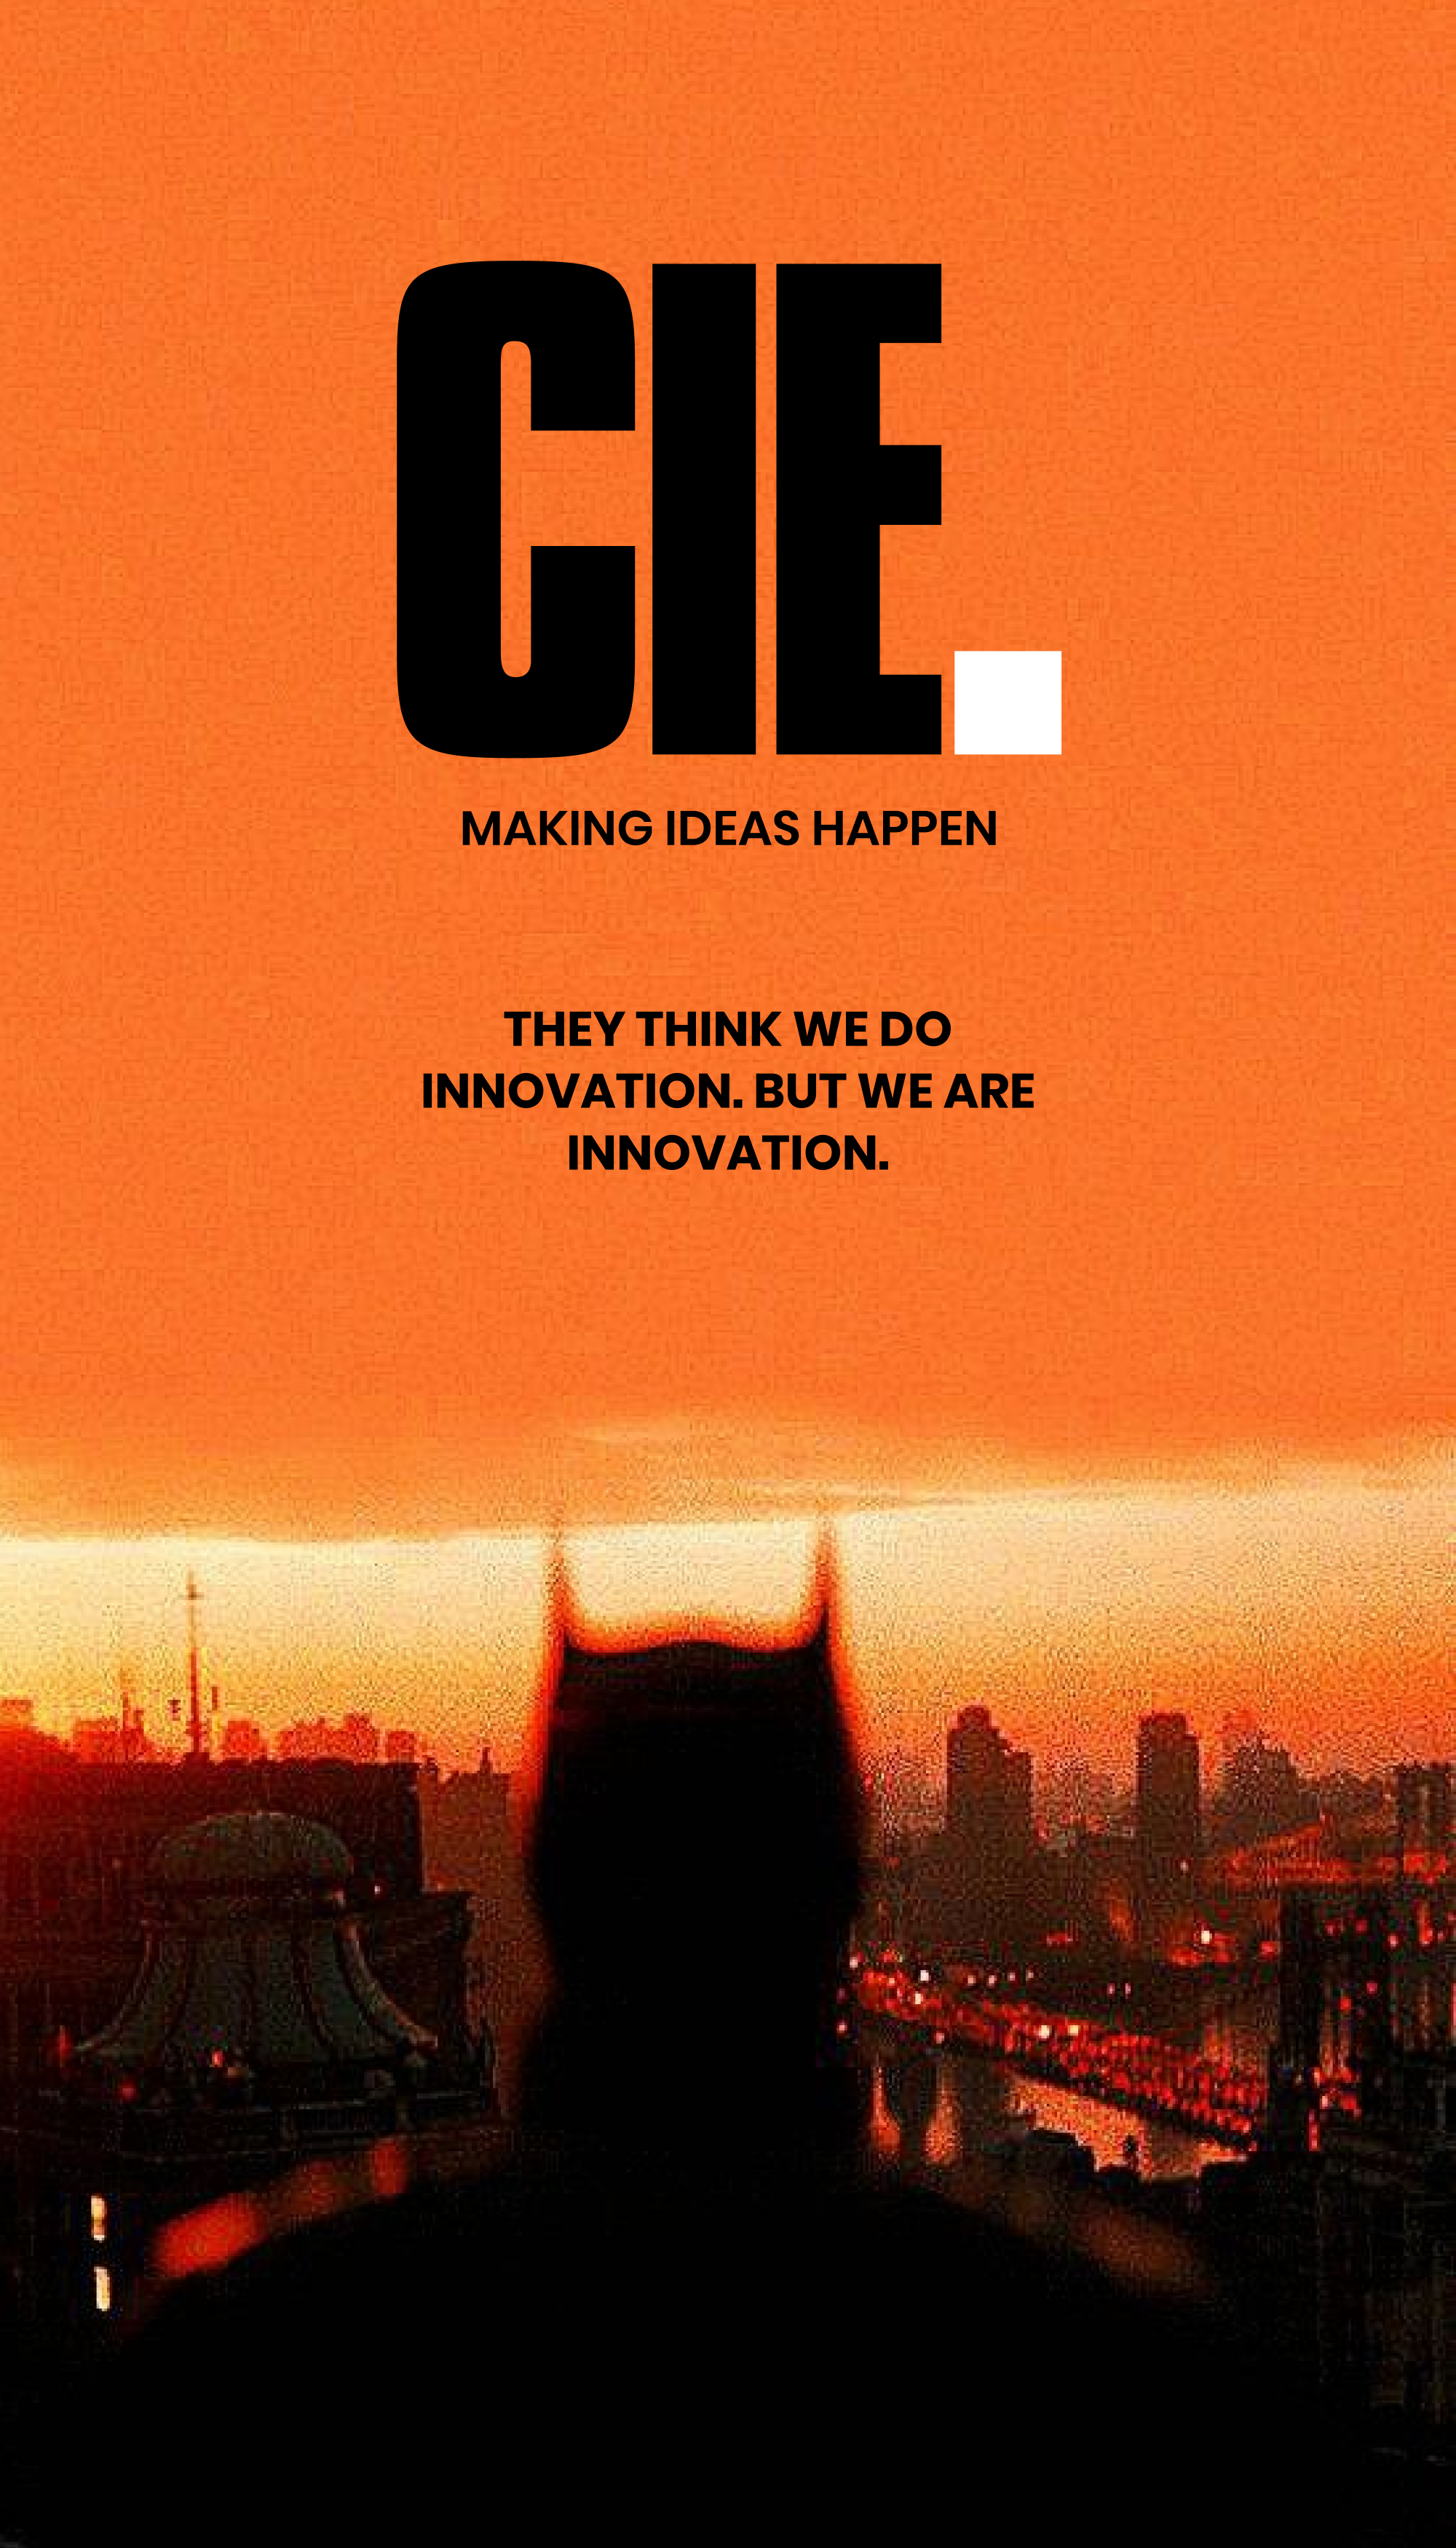 CIE.
MAKING IDEAS HAPPEN
THEY THINK WE DO
INNOVATION. BUT WE ARE
INNOVATION.